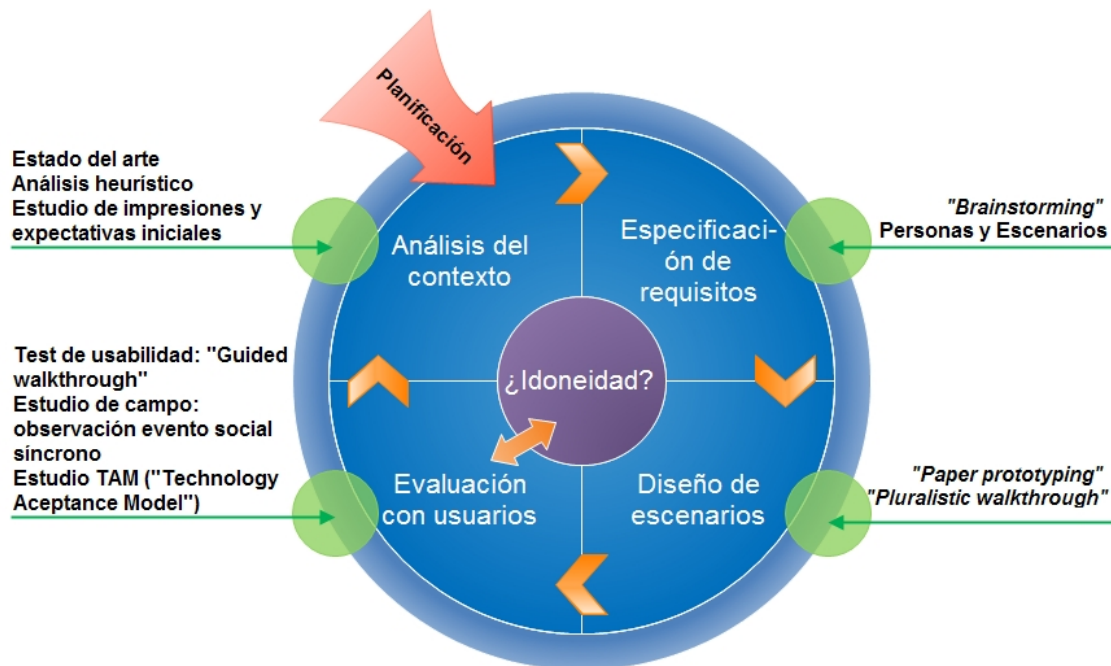 Planificación
Estado del arte
Análisis heurístico
Estudio de impresiones y
expectativas iniciales
Análisis del
contexto
Especificaci-
ón de
requisitos
"Brainstorming"
Personas y Escenarios
¿Idoneidad?
Test de usabilidad: "Guided
walkthrough"
Estudio de campo:
observación evento social
síncrono
Estudio TAM ("Technology
Aceptance Model")
Evaluación
con usuarios
Diseño de
escenarios
"Paper prototyping"
"Pluralistic walkthrough"